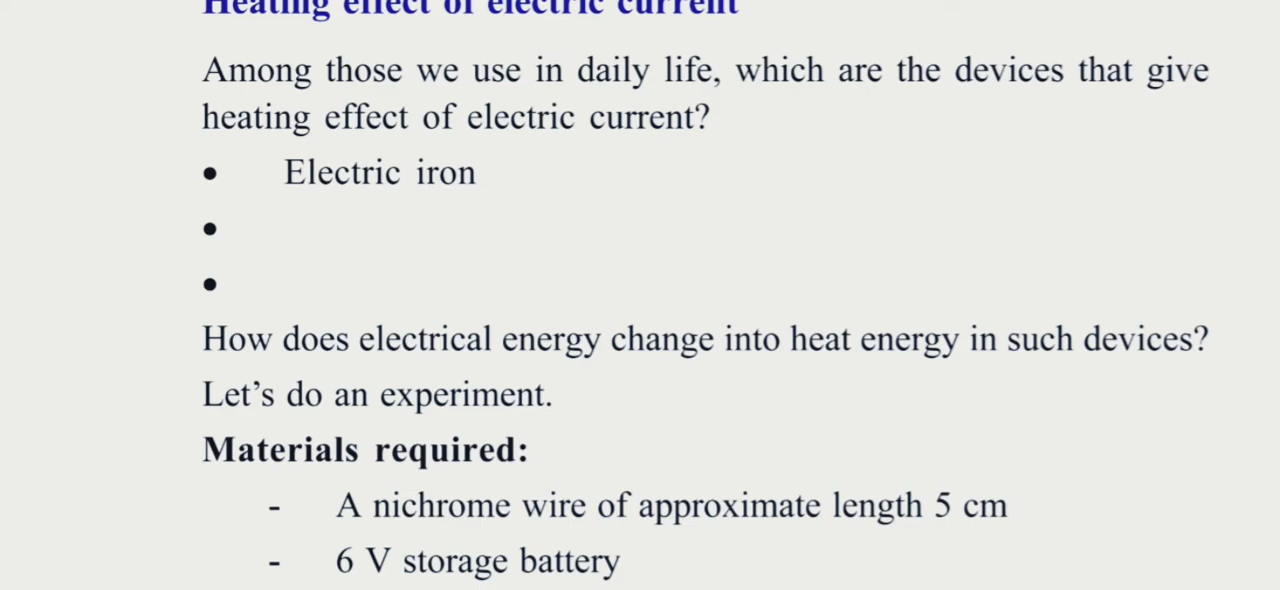 Heating effect of electric current
Among those we use in daily life, which are the devices that give
heating effect of electric current?
• Electric iron
•
•
How does electrical energy change into heat energy in such devices?
Let’s do an experiment.
Materials required:
- A nichrome wire of approximate length 5 cm
- 6 V storage battery